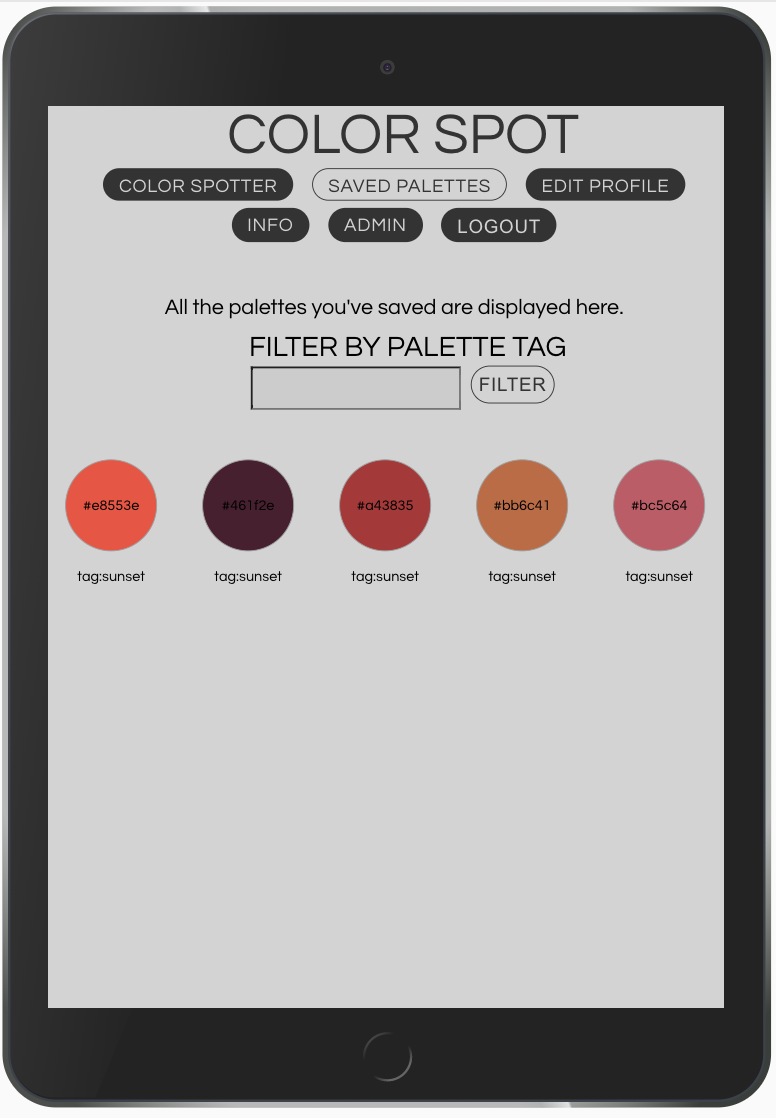 COLOR SPOT
COLOR SPOTTER SAVED PALETTES EDIT PROFILE
INFO ADMIN LOGOUT
All the palettes you've saved are displayed here.
FILTER BY PALETTE TAG
FILTER
#e8553e #461f2e #a43835 #bb6c41 #bc5c64
tag:sunset tag:sunset tag:sunset tag:sunset tag:sunset